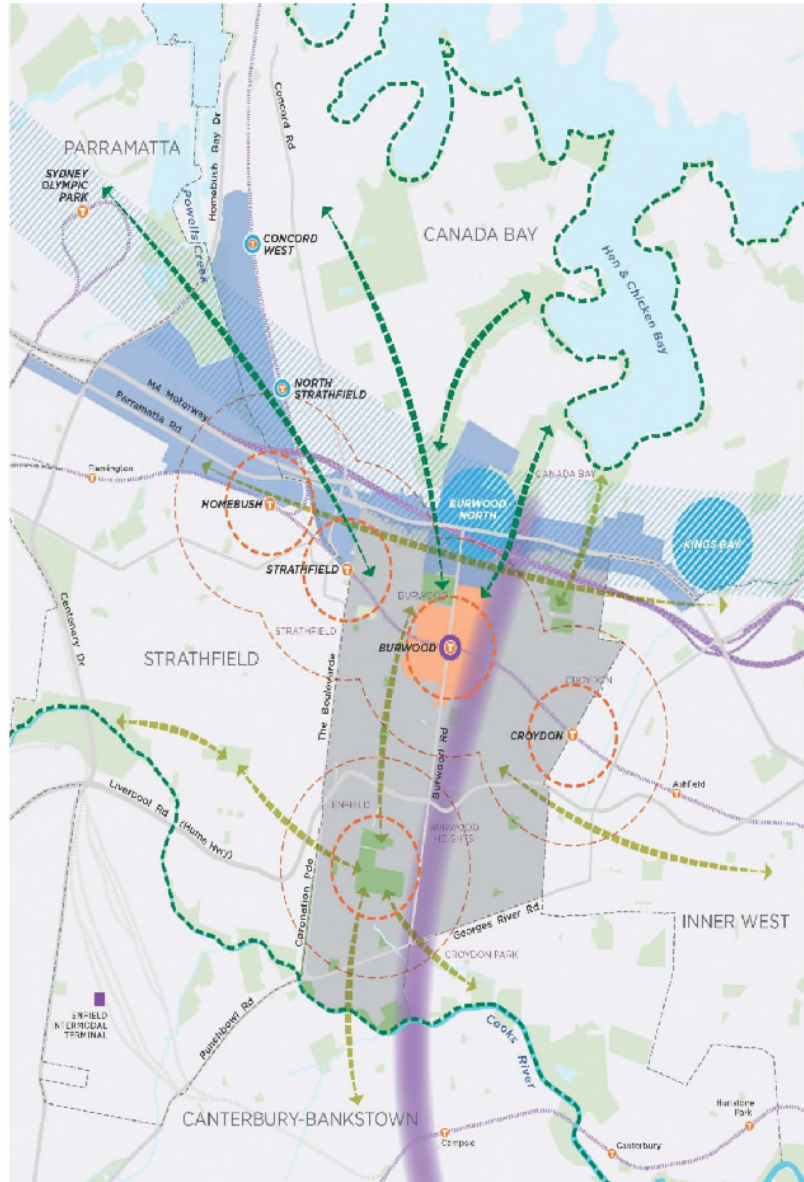 PARRAMATTA
SYDNEY
OLYMPIC
PARK
Homebush Bay Dr
Powells Creek
Concord Rd
CONCORD
WEST
CANADA BAY
Hen & Chicken Bay
NORTH
STRATHFIELD
M4 Motorway
Parramatta Rd
Flemington
HOMEBUSH
CANADA BAY
BURWOOD
NORTH
KINGS BAY
STRATHFIELD
BURWOOD
STRATHFIELD
BURWOOD
STRATHFIELD
Centenary Dr
The Boulevarde
Burwood Rd
CROYDON
CROYDON
Ashfield
Liverpool Rd (Hume Hwy)
ENFIELD
BURWOOD
HEIGHTS
Coronation Pde
Georges River Rd
INNER WEST
CROYDON PARK
ENFIELD
INTERMODAL
TERMINAL
Punchbowl Rd
Cooks River
CANTERBURY-BANKSTOWN
Campsie
Canterbury
Hurlstone
Park